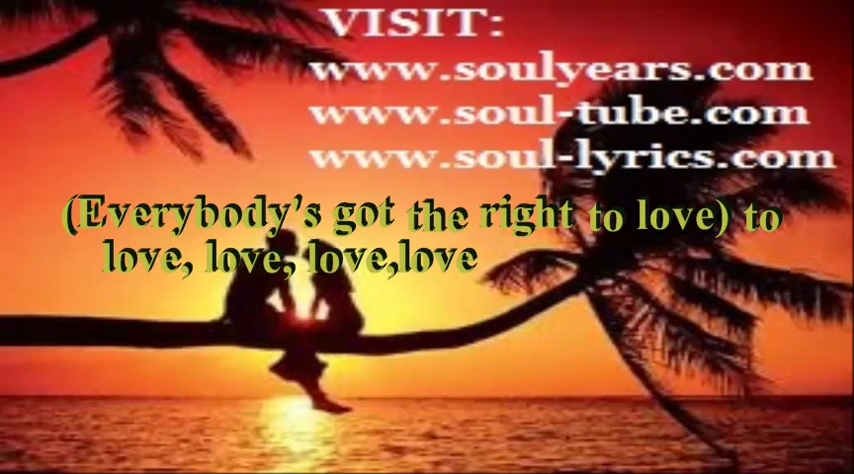 VISIT:
www.soulyears.com
www.soul-tube.com
www.soul-lyrics.com
(Everybody's got the right to love) to
love, love, love,love